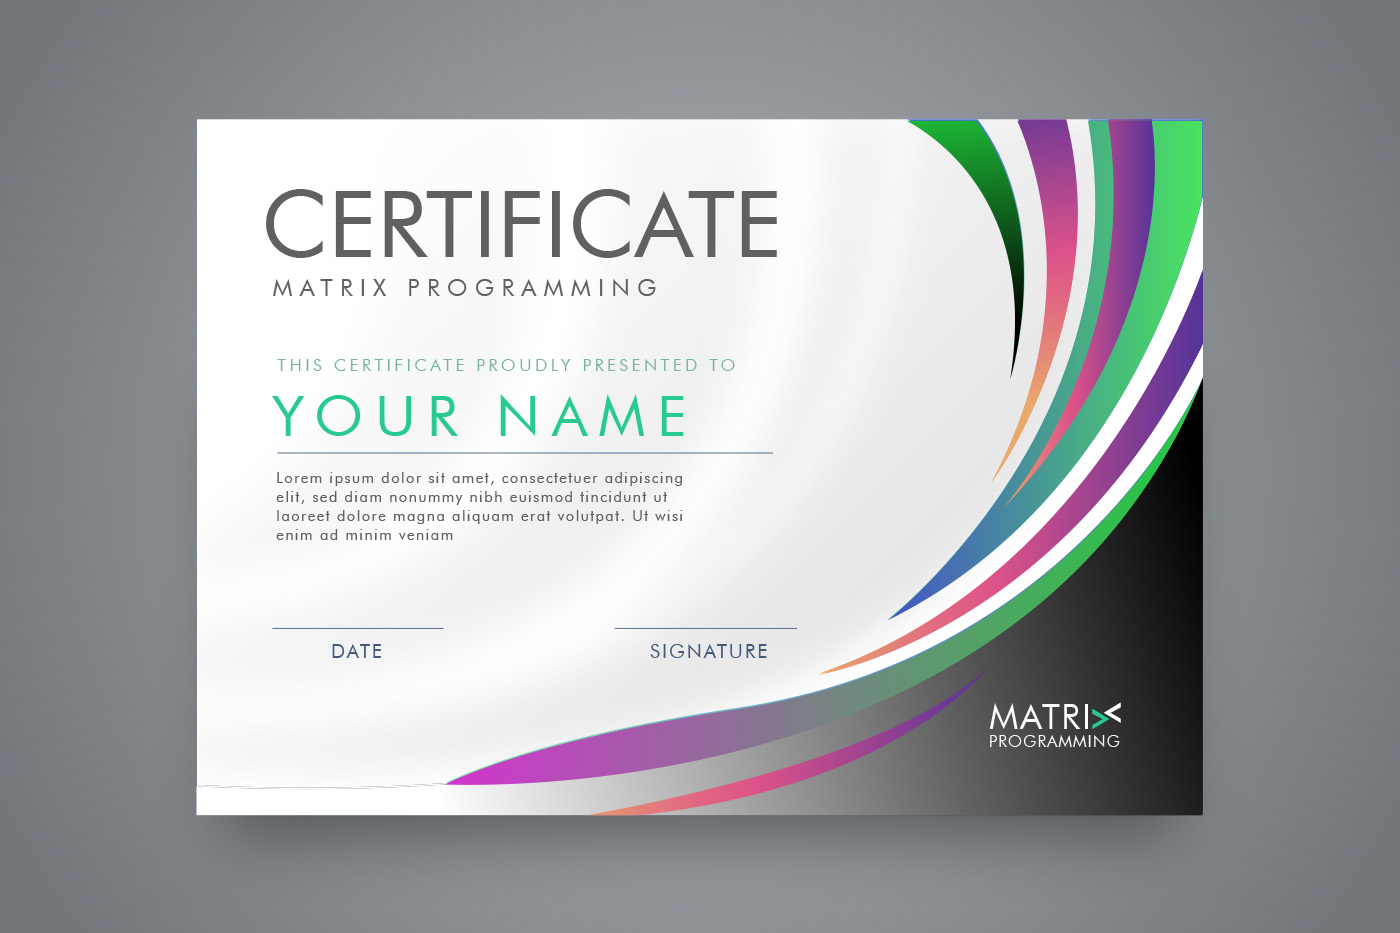 CERTIFICATE
MATRIX PROGRAMMING
THIS CERTIFICATE PROUDLY PRESENTED TO
YOUR NAME
Lorem ipsum dolor sit amet, consectetuer adipiscing
elit, sed diam nonummy nibh euismod tincidunt ut
laoreet dolore magna aliquam erat volutpat. Ut wisi
enim ad minim veniam
DATE
SIGNATURE
MATRIX
PROGRAMMING